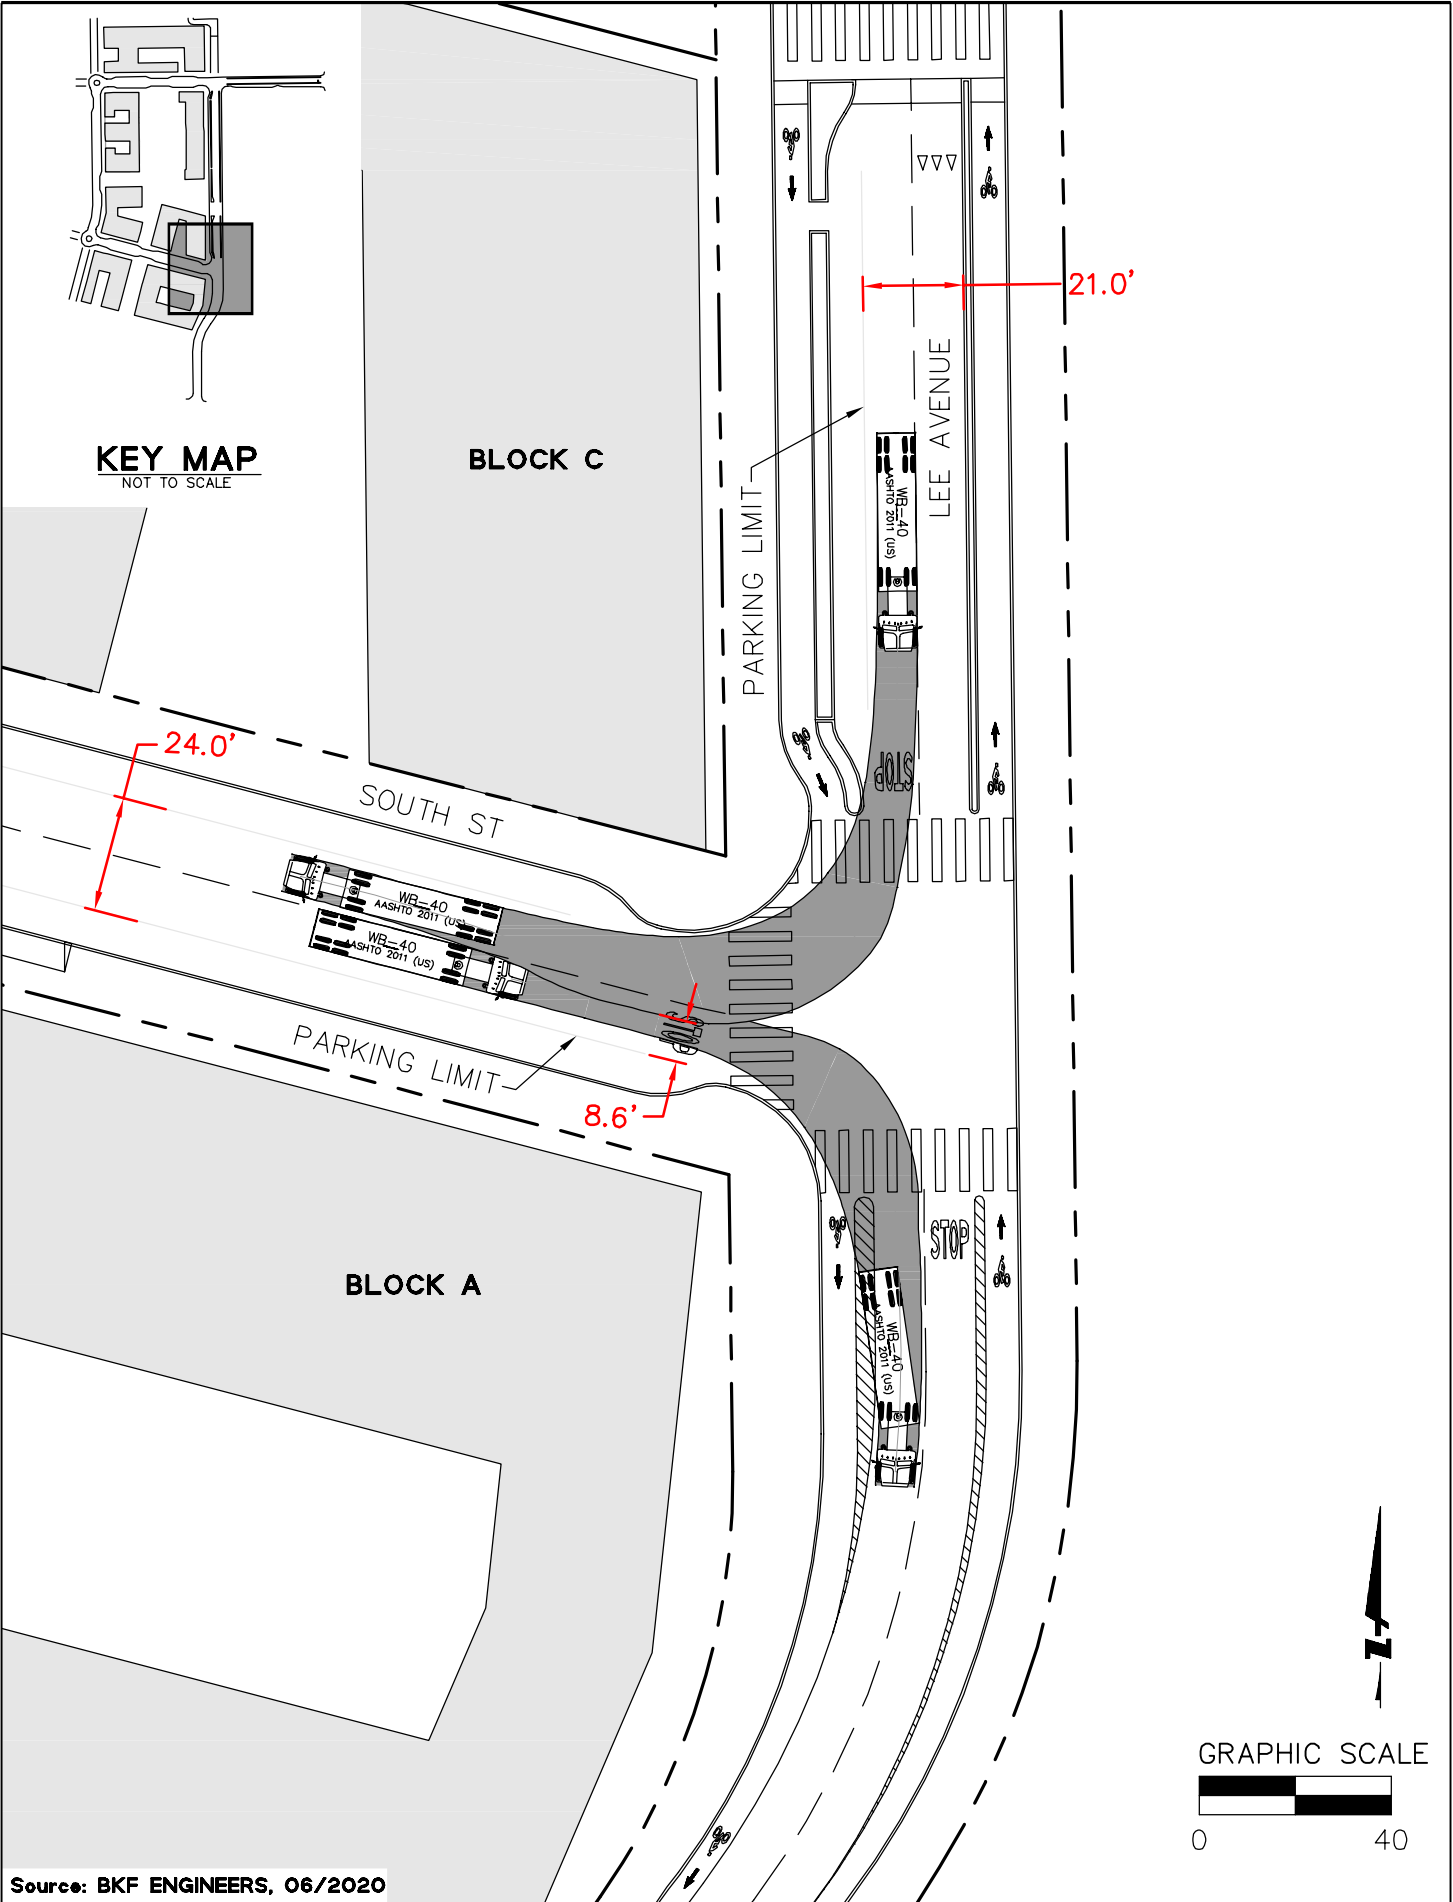 KEY MAP
NOT TO SCALE
BLOCK C
21.0'
LEE AVENUE
PARKING LIMIT
WB-40
AASHTO 2011 (US)
24.0'
SOUTH ST
STOP
WB-40
AASHTO 2011 (US)
WB-40
AASHTO 2011 (US)
PARKING LIMIT
STOP
8.6'
BLOCK A
STOP
WB-40
AASHTO 2011 (US)
GRAPHIC SCALE
0 40
Source: BKF ENGINEERS, 06/2020